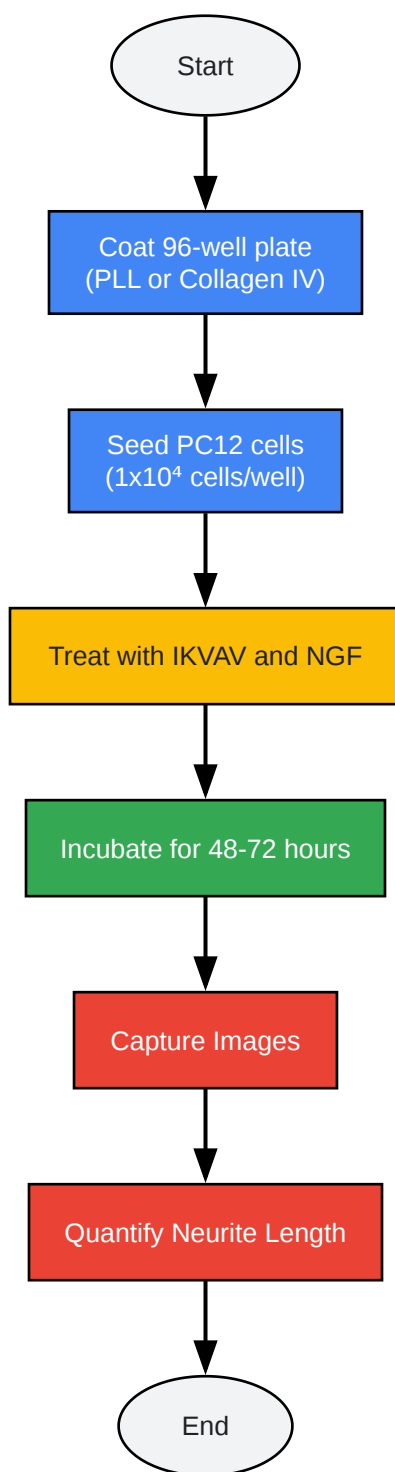 Start
Coat 96-well plate
(PLL or Collagen IV)
Seed PC12 cells
(1x10⁴ cells/well)
Treat with IKVAV and NGF
Incubate for 48-72 hours
Capture Images
Quantify Neurite Length
End